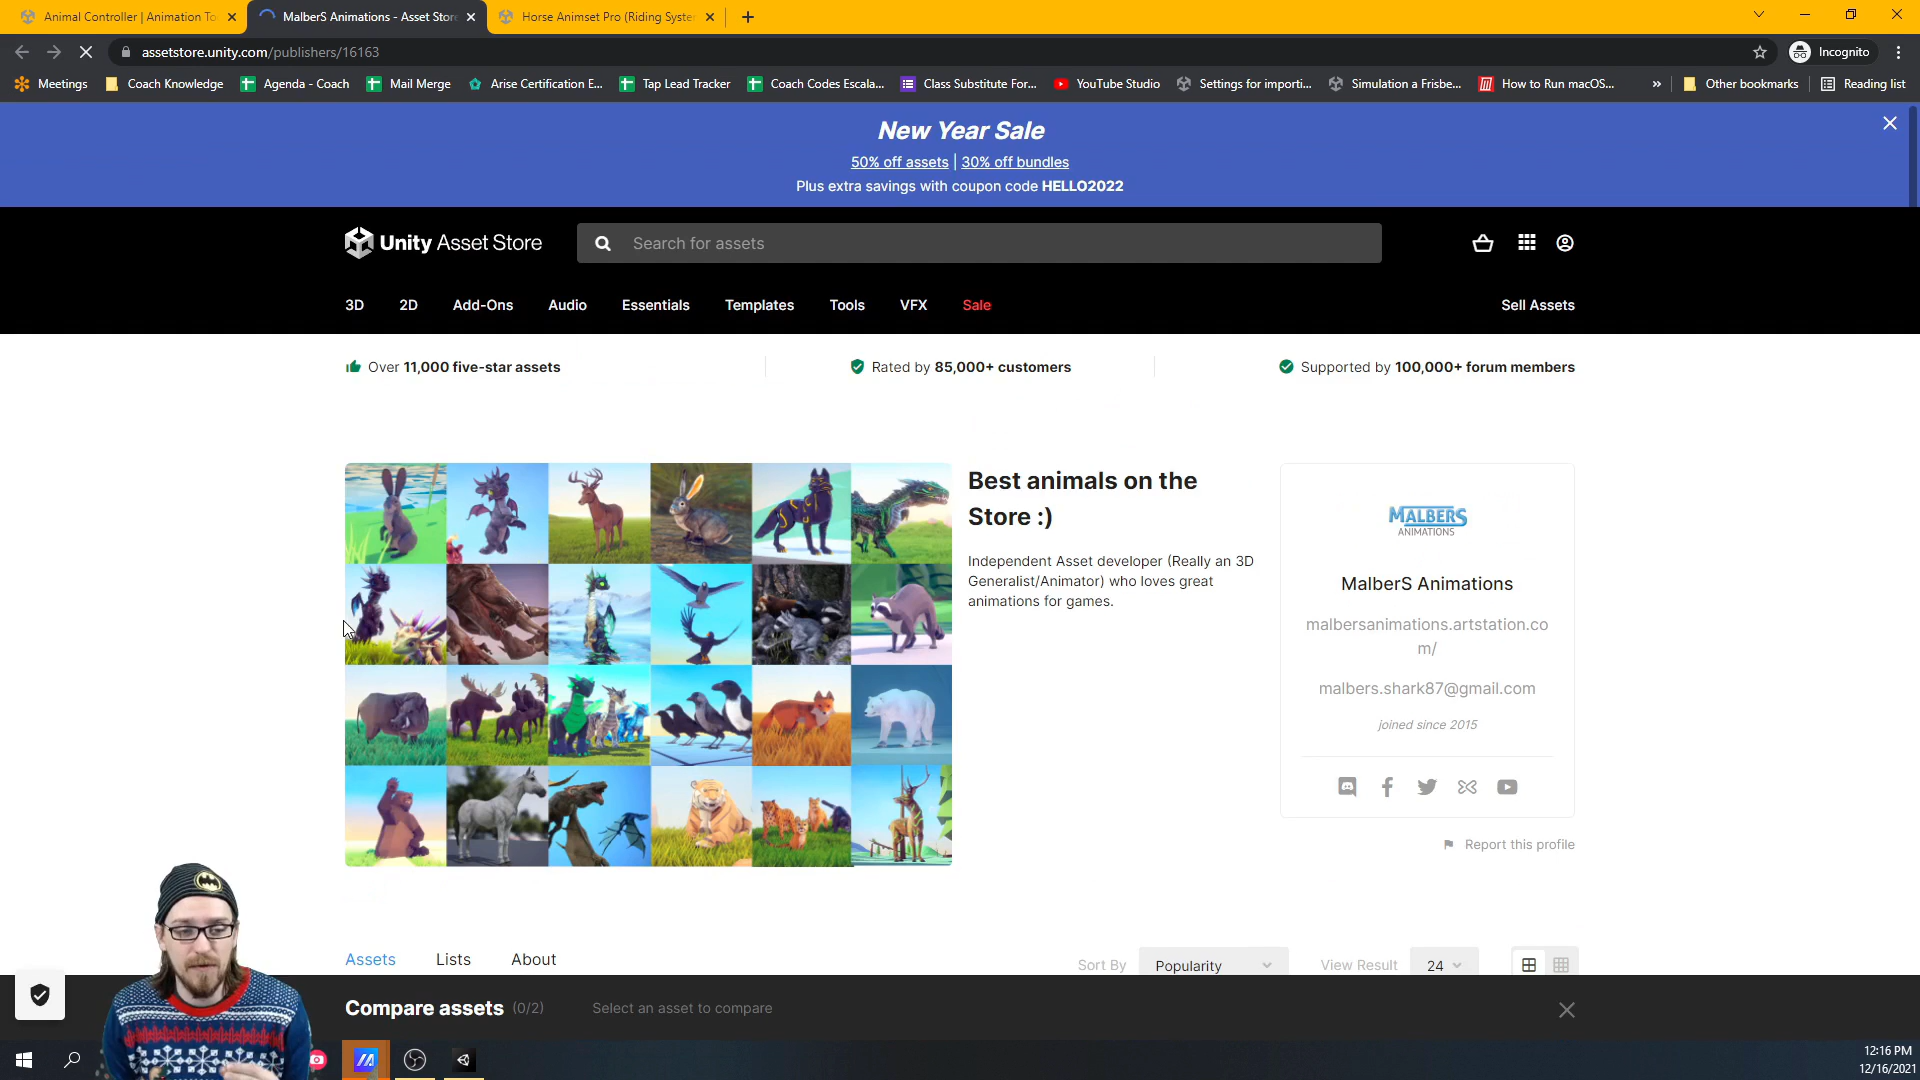 Animal Controller | Animation To
MalberS Animations - Asset Store
Horse Animset Pro (Riding Syste
assetstore.unity.com/publishers/16163
Incognito
Meetings
Coach Knowledge
Agenda - Coach
Mail Merge
Arise Certification E...
Tap Lead Tracker
Coach Codes Escala...
Class Substitute For...
YouTube Studio
Settings for importi...
Simulation a Frisbe...
How to Run macOS...
»
Other bookmarks
Reading list
New Year Sale
50% off assets | 30% off bundles
Plus extra savings with coupon code HELLO2022
Unity Asset Store
Search for assets
3D
2D
Add-Ons
Audio
Essentials
Templates
Tools
VFX
Sale
Sell Assets
Over 11,000 five-star assets
Rated by 85,000+ customers
Supported by 100,000+ forum members
Best animals on the
Store :)
Independent Asset developer (Really an 3D
Generalist/Animator) who loves great
animations for games.
MALBERS
ANIMATIONS
MalberS Animations
malbersanimations.artstation.co
m/
malbers.shark87@gmail.com
joined since 2015
Report this profile
Assets
Lists
About
Sort By
Popularity
View Result
24
Compare assets (0/2)
Select an asset to compare
12:16 PM
12/16/2021